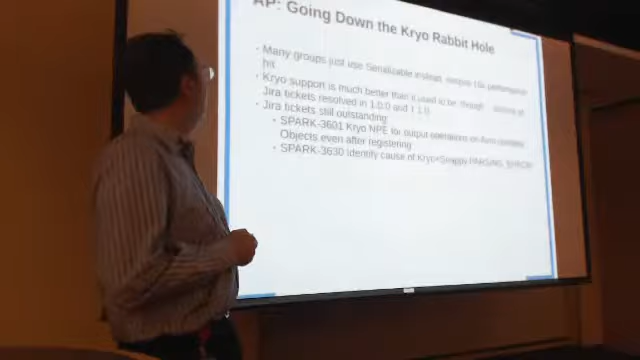 AP: Going Down the Kryo Rabbit Hole
Many groups just use Serializable instead, despite 10x performance
hit
Kryo support is much better than it used to be, though
Jira tickets resolved in 1.0.0 and 1.1.0
Jira tickets still outstanding:
SPARK-3601 Kryo NPE for output operations on Avro complex
Objects even after registering
SPARK-3630 Identify cause of Kryo+Snappy PARSING_ERROR